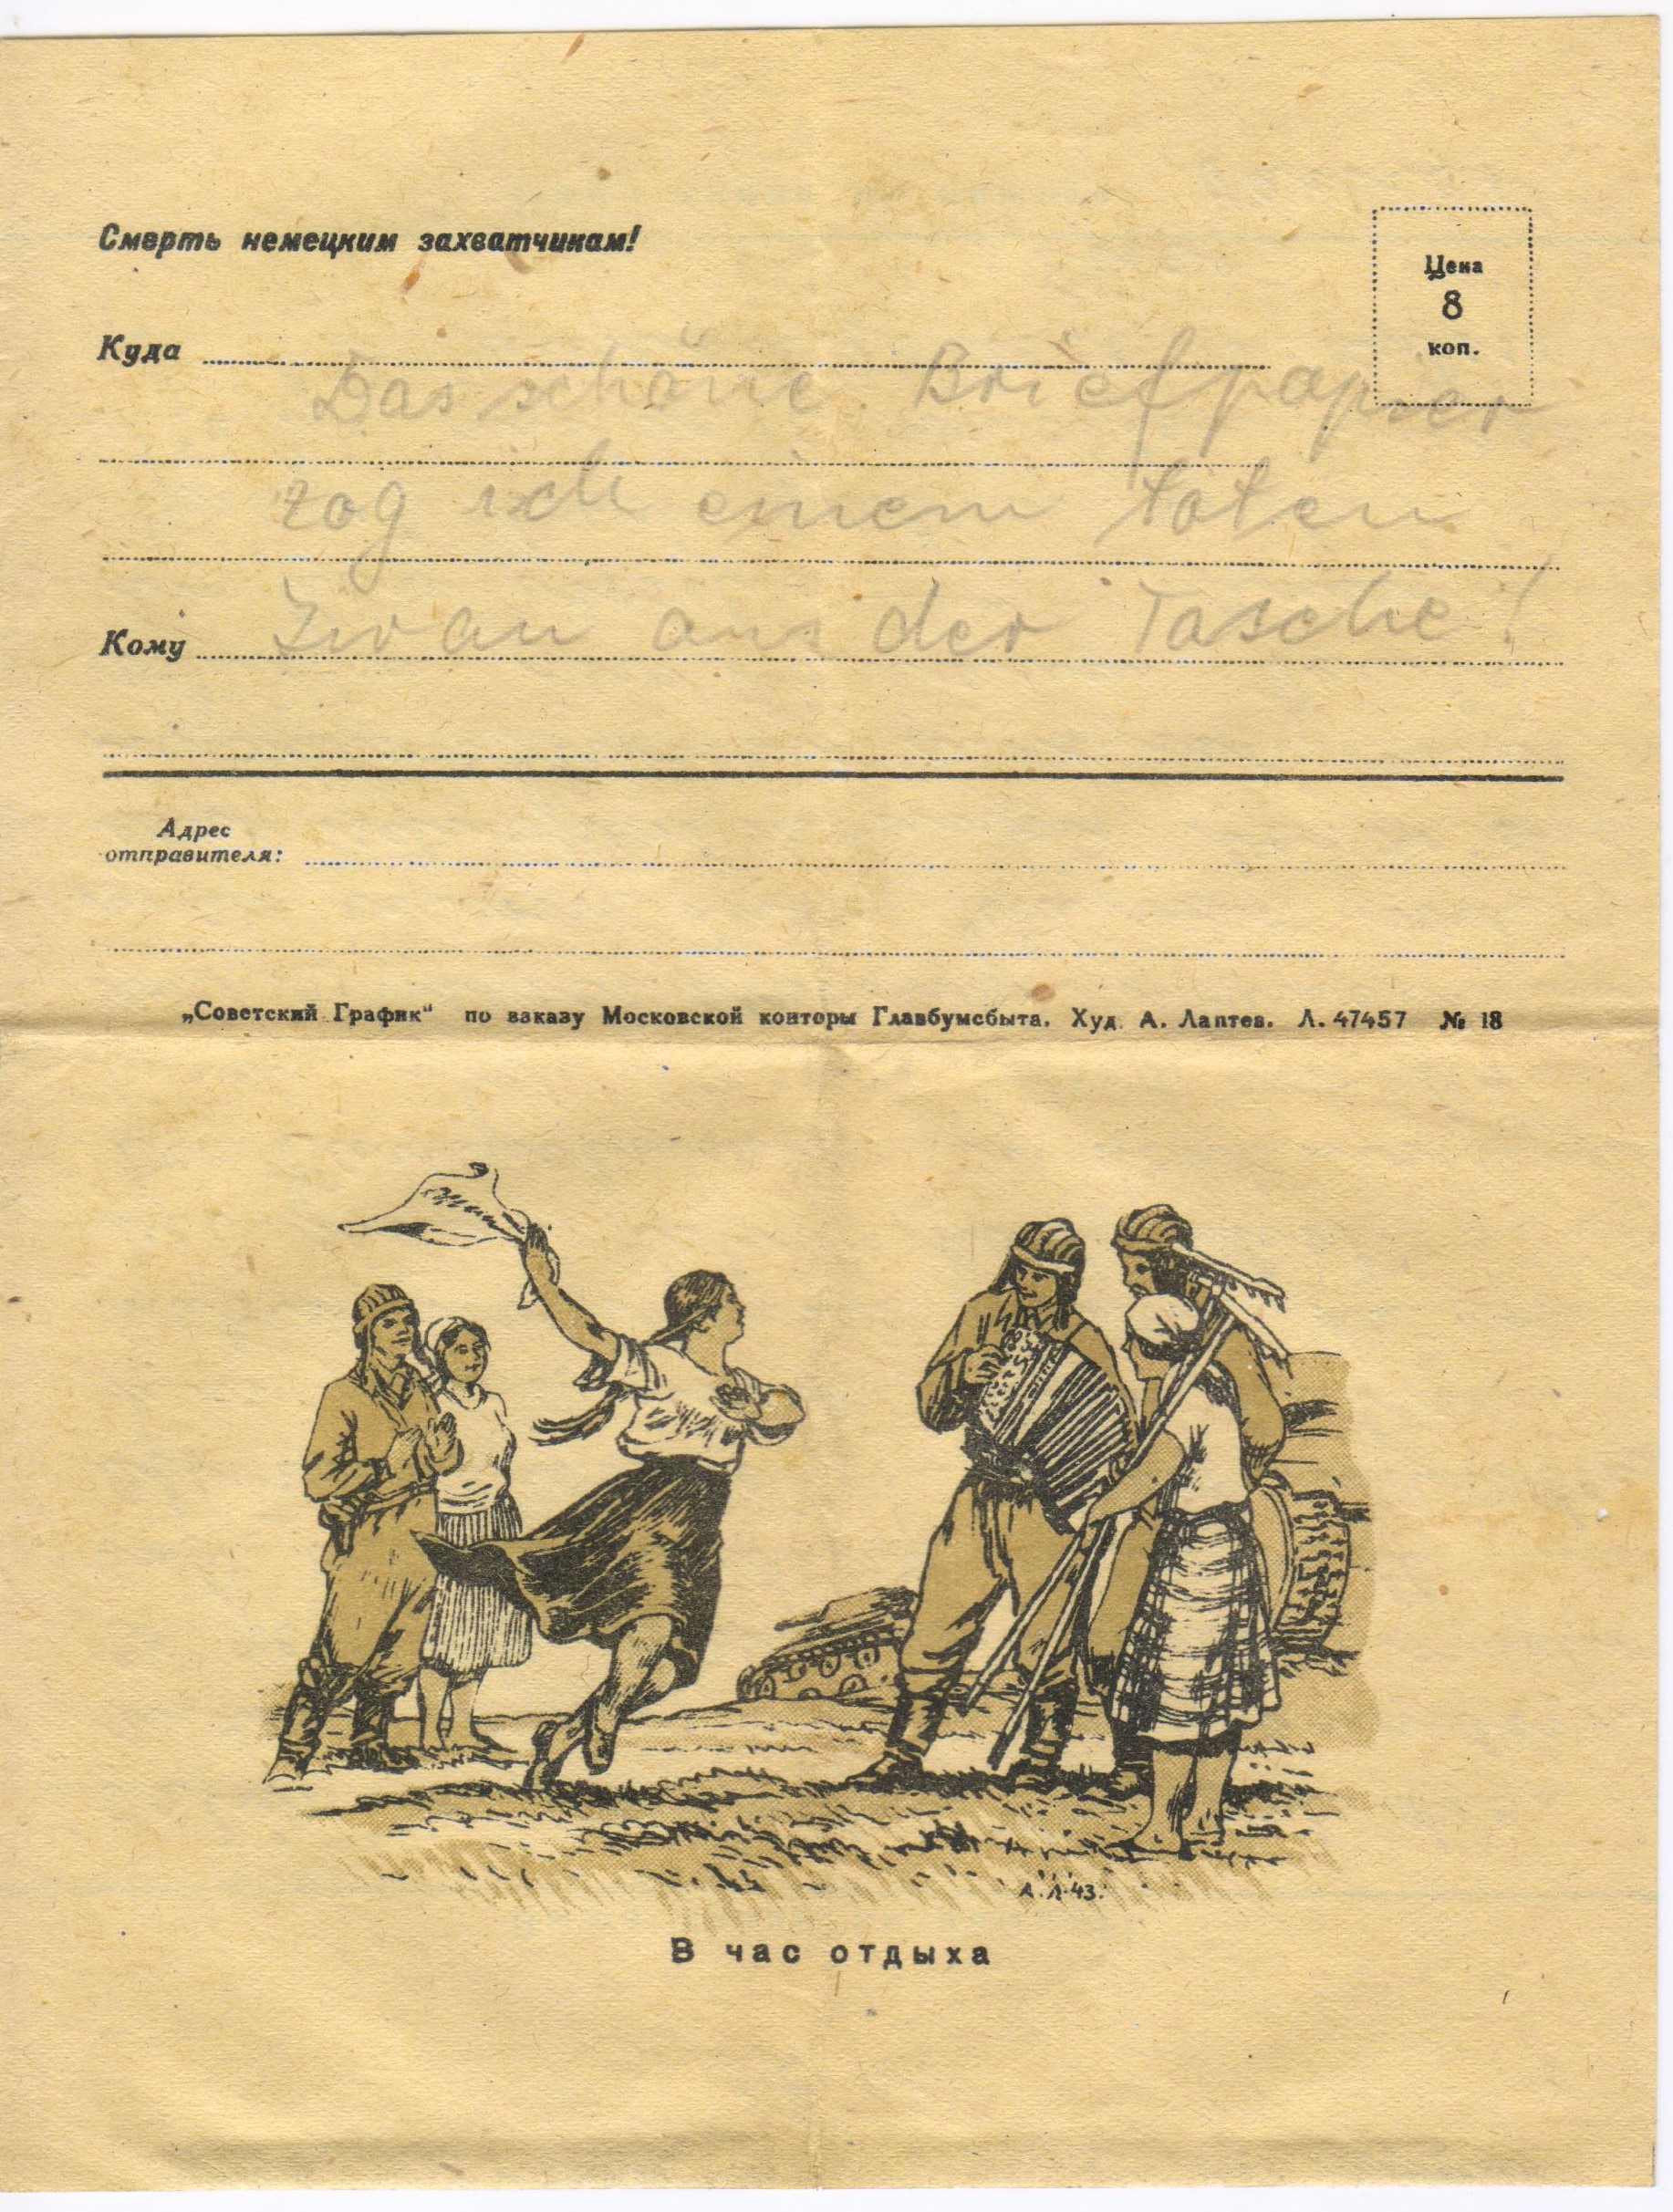 Смерть немецким захватчикам!
Цена
8
коп.
Куда
Das schöne Briefpapier
zog ich einem toten
Кому
Iwan aus der Tasche!
Адрес
отправителя:
„Советский График“ по заказу Московской конторы Главбумсбыта. Худ. А. Лаптев. Л. 47457 № 18
А.Л.43.
В час отдыха